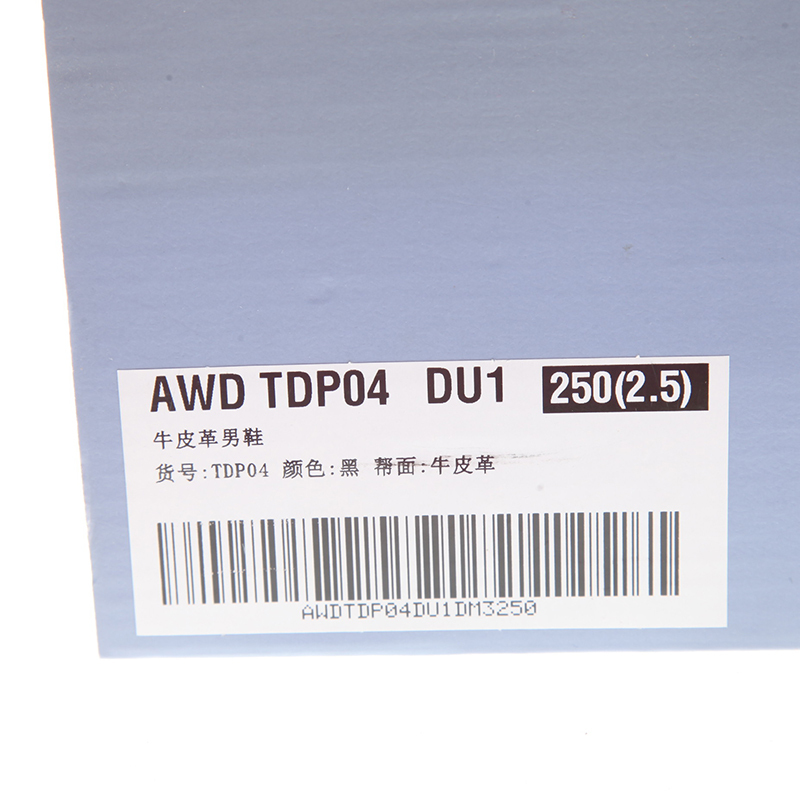 AWD TDP04 DU1 250(2.5)
牛皮革男鞋
货号:TDP04 颜色:黑 帮面:牛皮革
AWDTDP04DU1DM3250